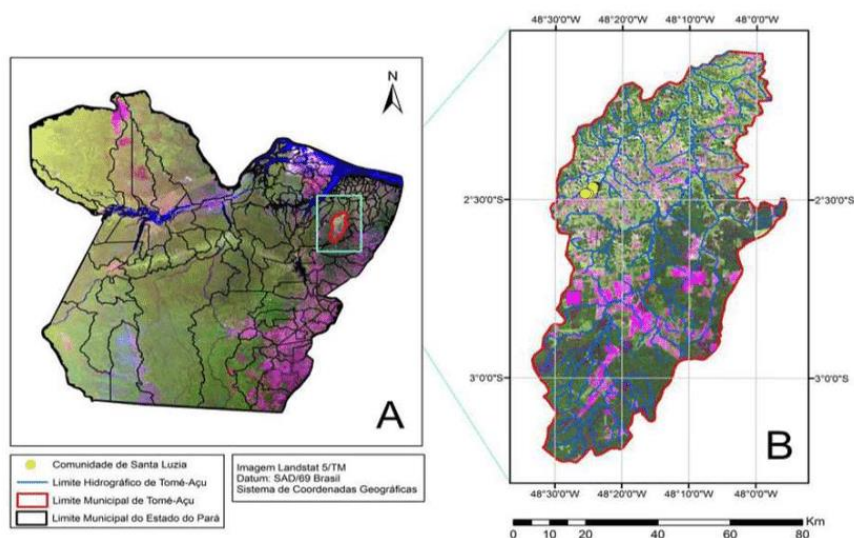 N
A
Comunidade de Santa Luzia
Limite Hidrográfico de Tomé-Açu
Limite Municipal de Tomé-Açu
Limite Municipal do Estado do Pará
Imagem Landstat 5/TM
Datum: SAD/69 Brasil
Sistema de Coordenadas Geográficas
48°30'0"W 48°20'0"W 48°10'0"W 48°0'0"W
2°30'0"S 2°30'0"S
3°0'0"S 3°0'0"S
B
48°30'0"W 48°20'0"W 48°10'0"W 48°0'0"W
Km
0 5 10 20 40 60 80